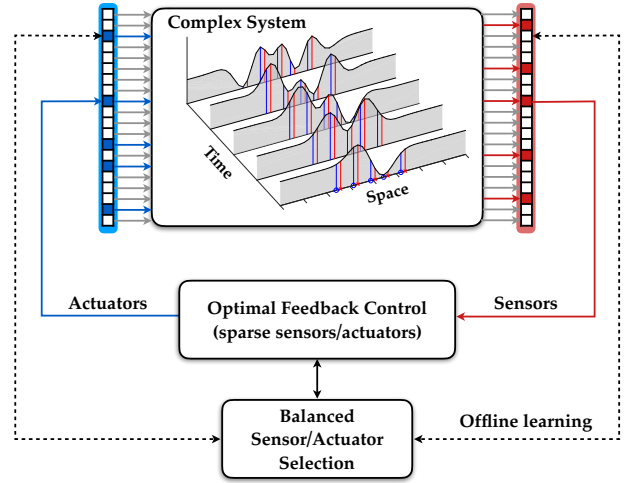 Complex System
Time
Space
Actuators
Optimal Feedback Control
(sparse sensors/actuators)
Sensors
Balanced
Sensor/Actuator
Selection
Offline learning